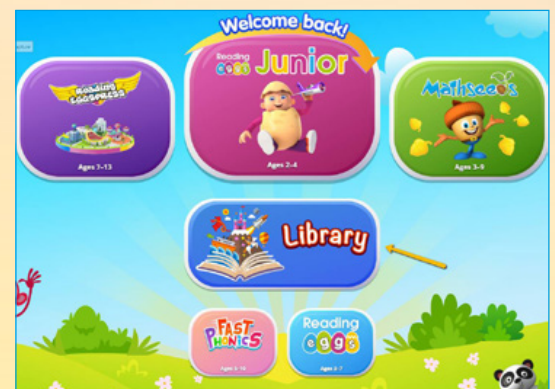 Welcome back!
Reading
EGGSPRESS
Ages 7–13
Reading
eggs Junior
Ages 2–4
Mathseeds
Ages 3–9
Library
FAST
PHONICS
Reading
eggs
Ages 2–7